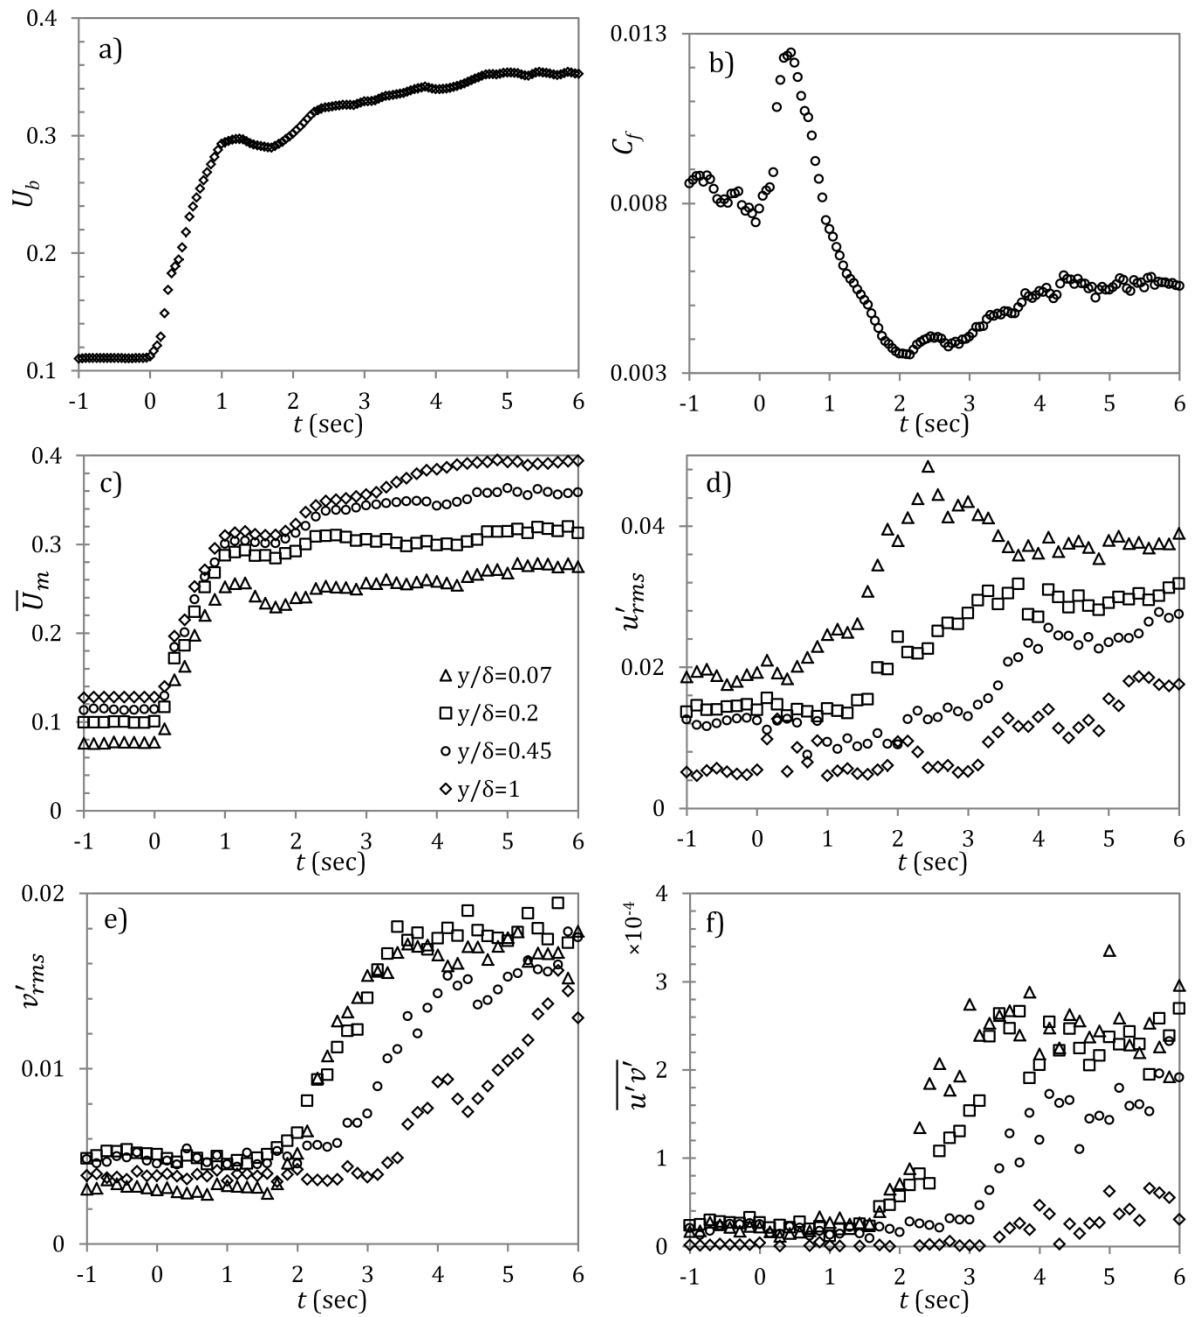 a)
0.4
0.3
0.2
0.1
U_b
-1 0 1 2 3 4 5 6
t (sec)
b)
0.013
0.008
0.003
C_f
-1 0 1 2 3 4 5 6
t (sec)
c)
0.4
0.3
0.2
0.1
0
U̅_m
y/δ=0.07
y/δ=0.2
y/δ=0.45
y/δ=1
-1 0 1 2 3 4 5 6
t (sec)
d)
0.04
0.02
0
u′_rms
-1 0 1 2 3 4 5 6
t (sec)
e)
0.02
0.01
0
v′_rms
-1 0 1 2 3 4 5 6
t (sec)
f)
×10⁻⁴
4
3
2
1
0
u̅'̅v̅'̅
-1 0 1 2 3 4 5 6
t (sec)